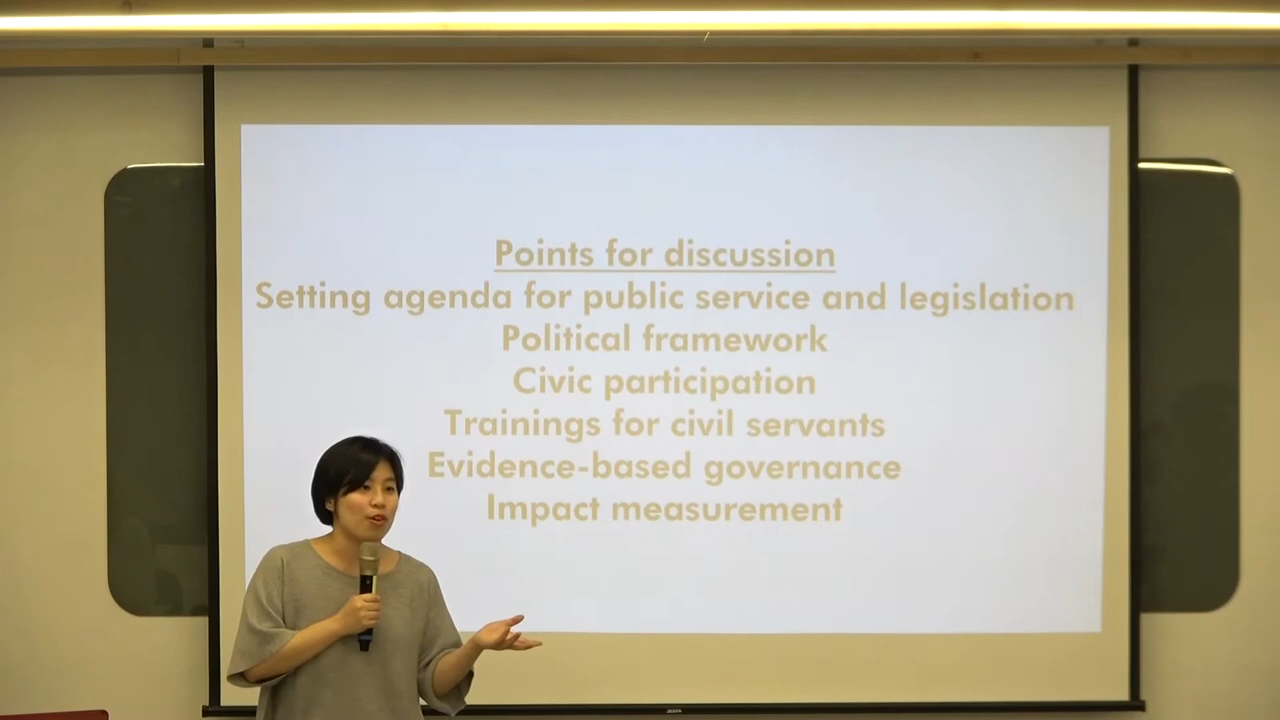 Points for discussion
Setting agenda for public service and legislation
Political framework
Civic participation
Trainings for civil servants
Evidence-based governance
Impact measurement